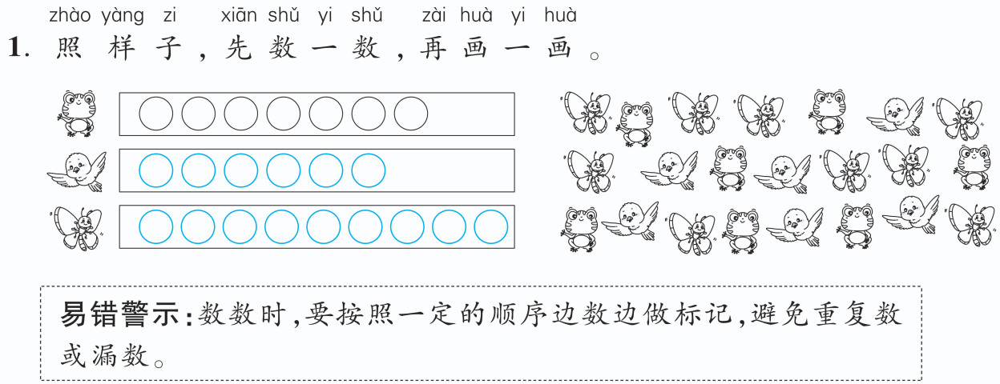 zhào yàng zi xiān shǔ yi shǔ zài huà yi huà
1. 照样子,先数一数,再画一画。
易错警示:数数时,要按照一定的顺序边数边做标记,避免重复数
或漏数。